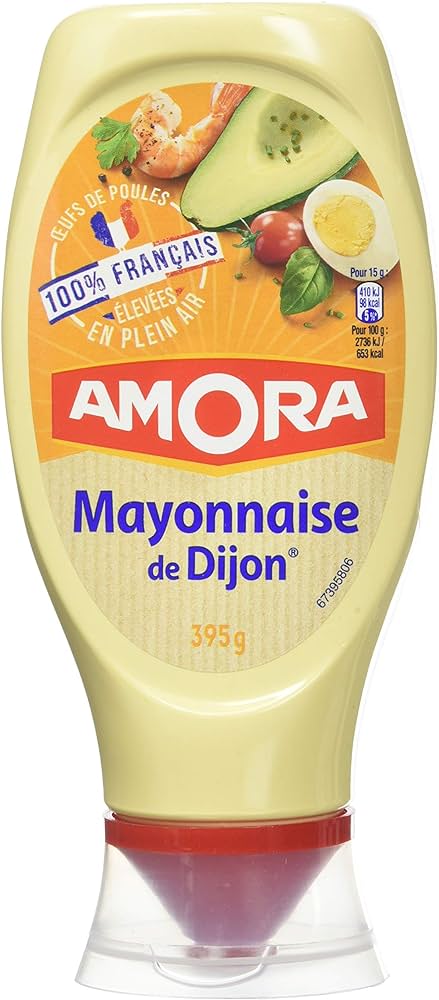 ŒUFS DE POULES
100% FRANÇAIS
ÉLEVÉES
EN PLEIN AIR
Pour 15 g :
410 kJ
98 kcal
5%*
Pour 100 g :
2736 kJ /
653 kcal
AMORA
Mayonnaise
de Dijon®
67395806
395g